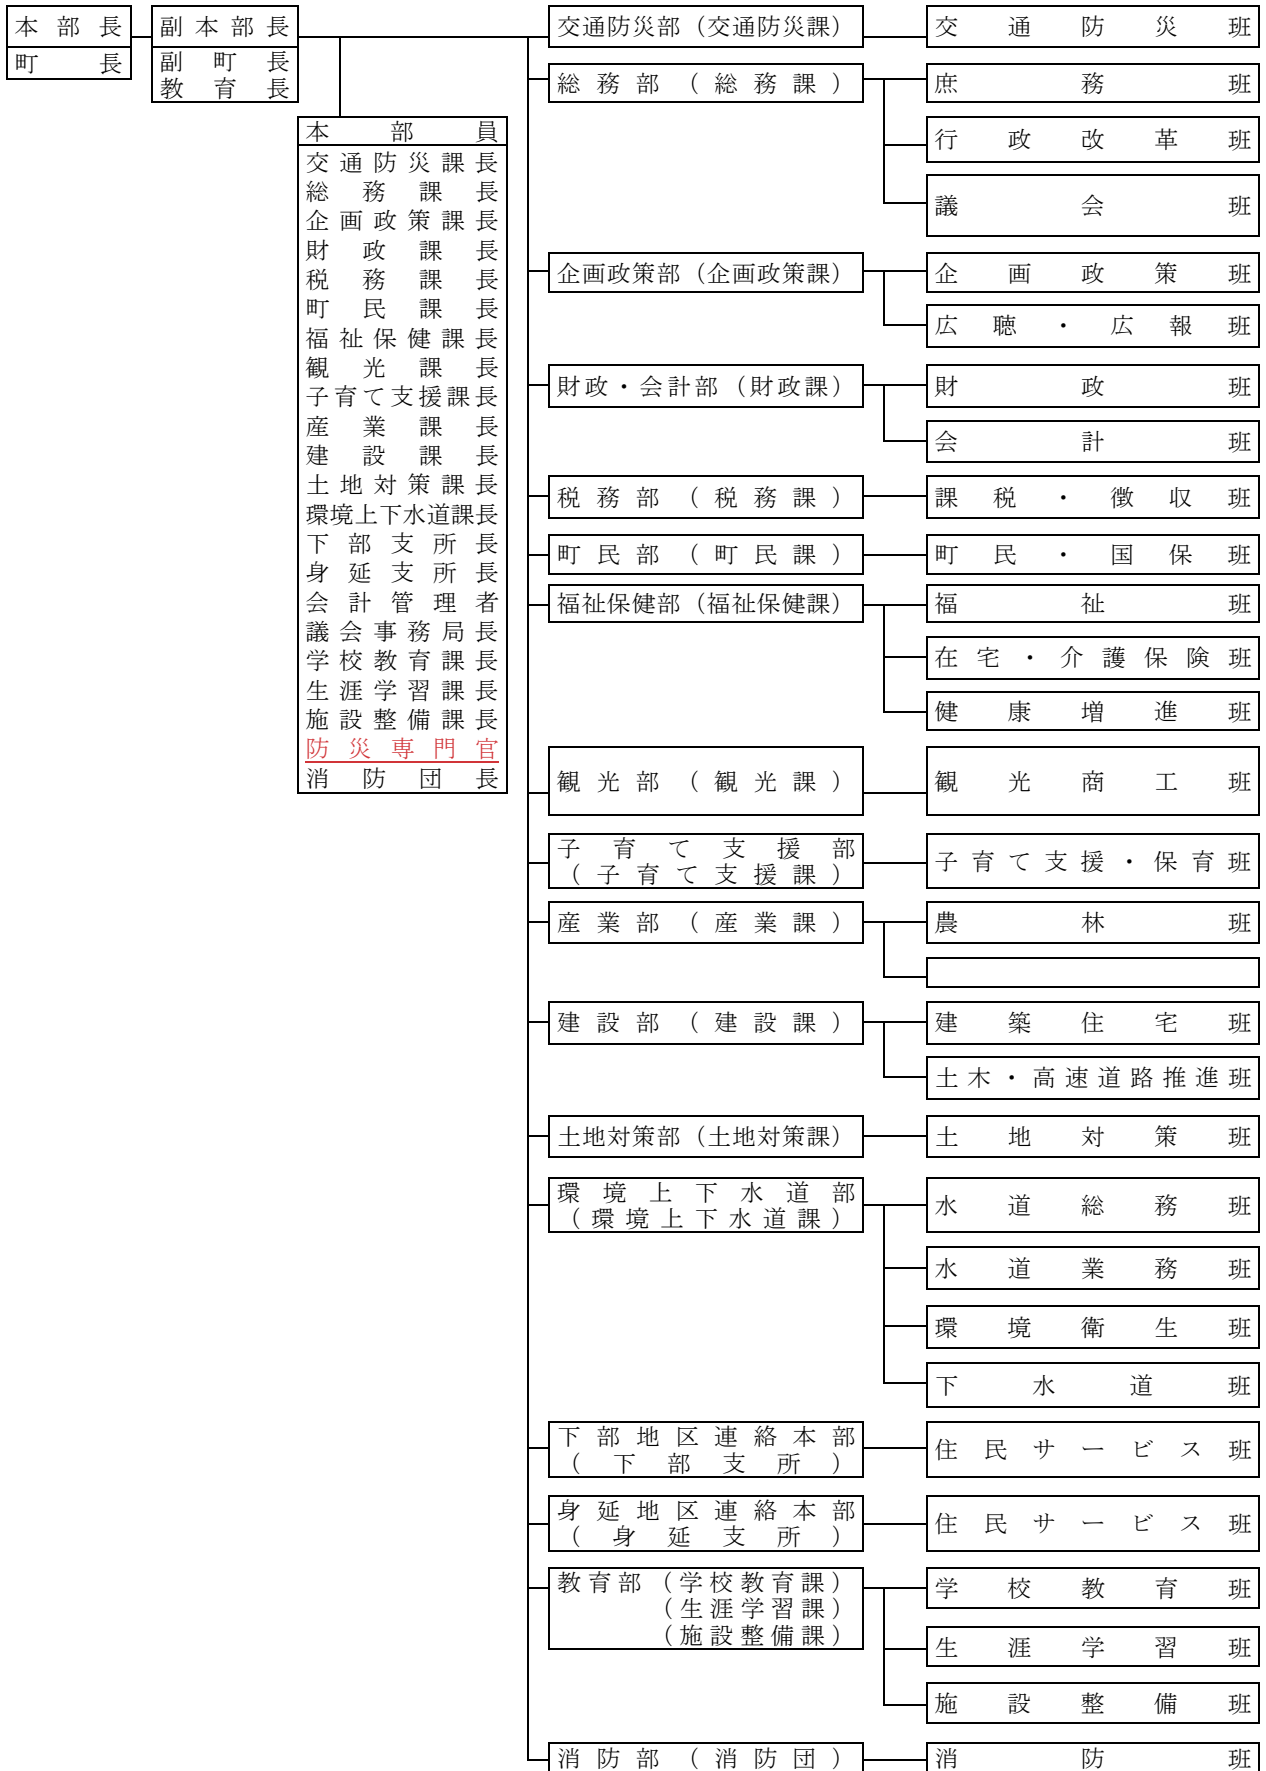 本部長
町長
副本部長
副町長
教育長
本部員
交通防災課長
総務課長
企画政策課長
財政課長
税務課長
町民課長
福祉保健課長
観光課長
子育て支援課長
産業課長
建設課長
土地対策課長
環境上下水道課長
下部支所長
身延支所長
会計管理者
議会事務局長
学校教育課長
生涯学習課長
施設整備課長
防災専門官
消防団長
交通防災部（交通防災課）
交通防災班
総務部（総務課）
庶務班
行政改革班
議会班
企画政策部（企画政策課）
企画政策班
広聴・広報班
財政・会計部（財政課）
財政班
会計班
税務部（税務課）
課税・徴収班
町民部（町民課）
町民・国保班
福祉保健部（福祉保健課）
福祉班
在宅・介護保険班
健康増進班
観光部（観光課）
観光商工班
子育て支援部
（子育て支援課）
子育て支援・保育班
産業部（産業課）
農林班
建設部（建設課）
建築住宅班
土木・高速道路推進班
土地対策部（土地対策課）
土地対策班
環境上下水道部
（環境上下水道課）
水道総務班
水道業務班
環境衛生班
下水道班
下部地区連絡本部
（下部支所）
住民サービス班
身延地区連絡本部
（身延支所）
住民サービス班
教育部（学校教育課）
（生涯学習課）
（施設整備課）
学校教育班
生涯学習班
施設整備班
消防部（消防団）
消防班